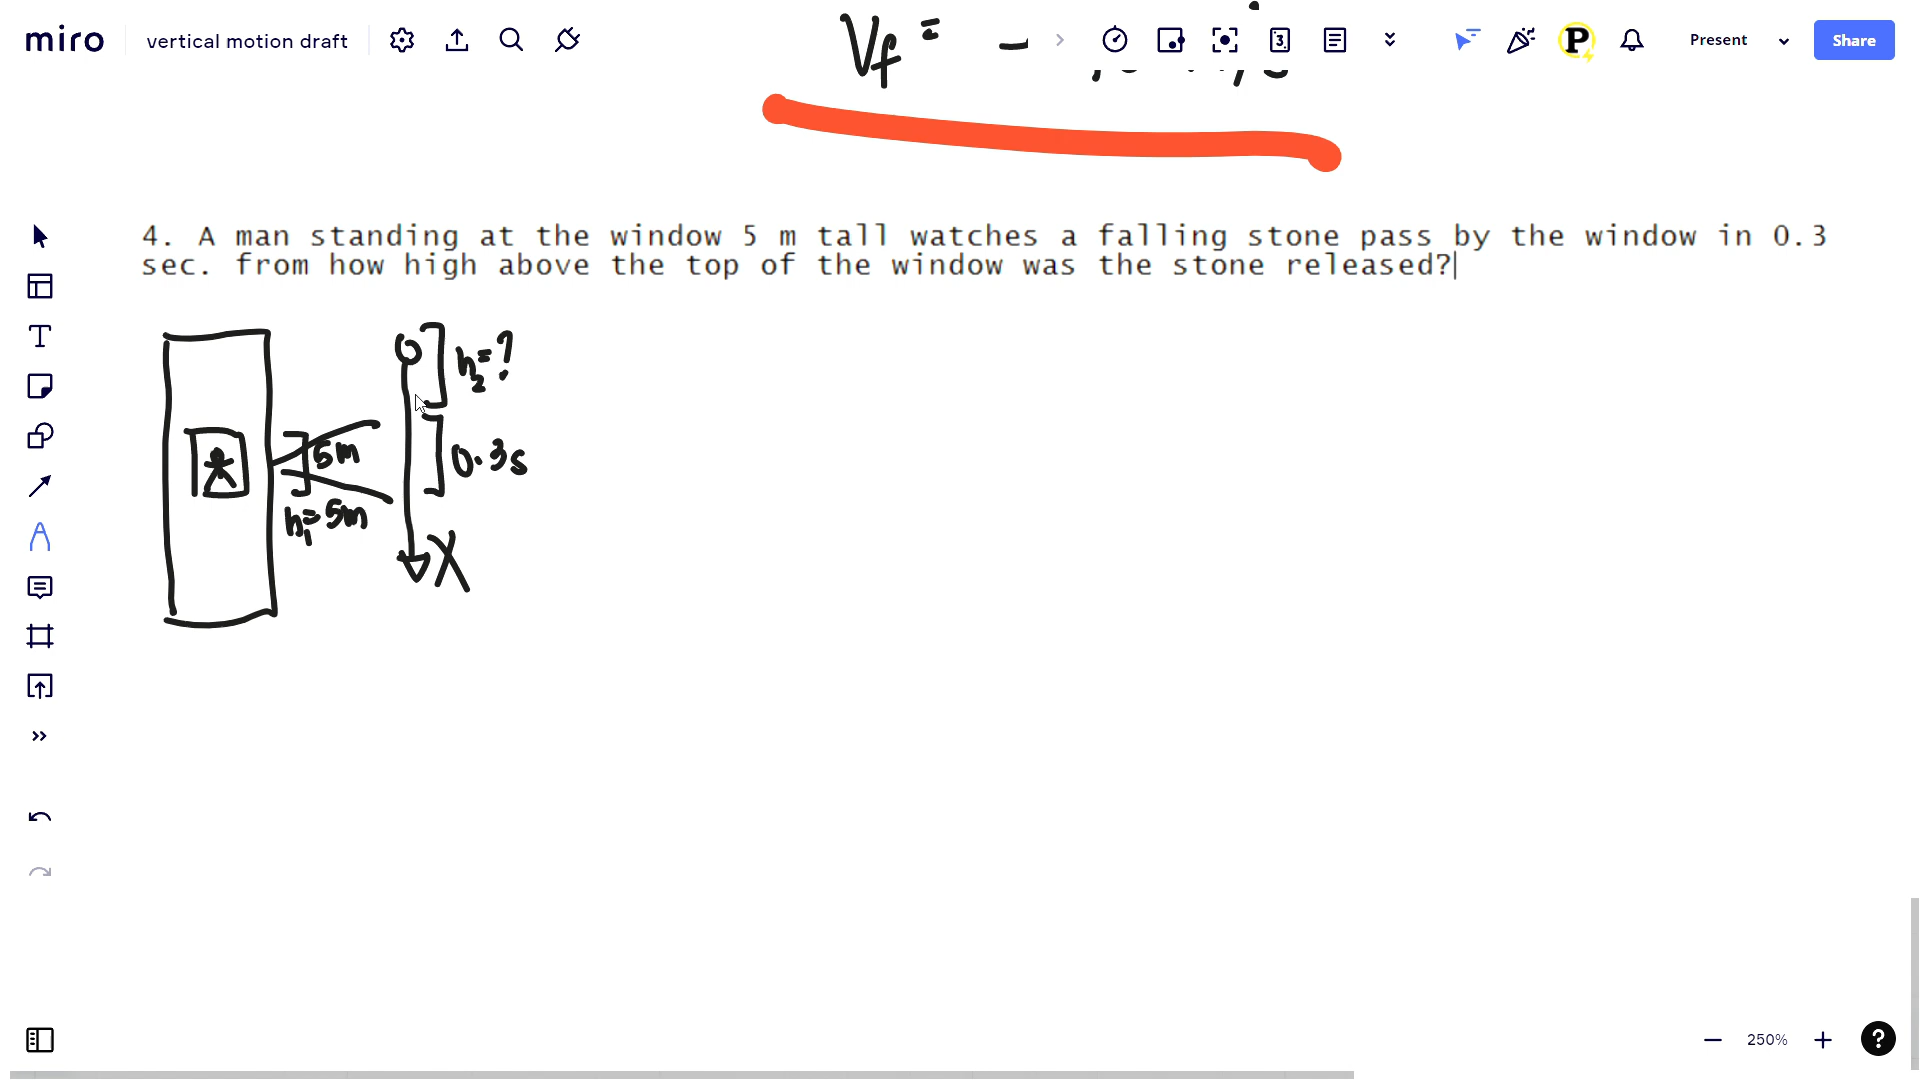 miro
vertical motion draft
3
P
Present
Share
Vf = -
4. A man standing at the window 5 m tall watches a falling stone pass by the window in 0.3
sec. from how high above the top of the window was the stone released?
h2=?
5m
0.3s
h1=5m
X
250%
?